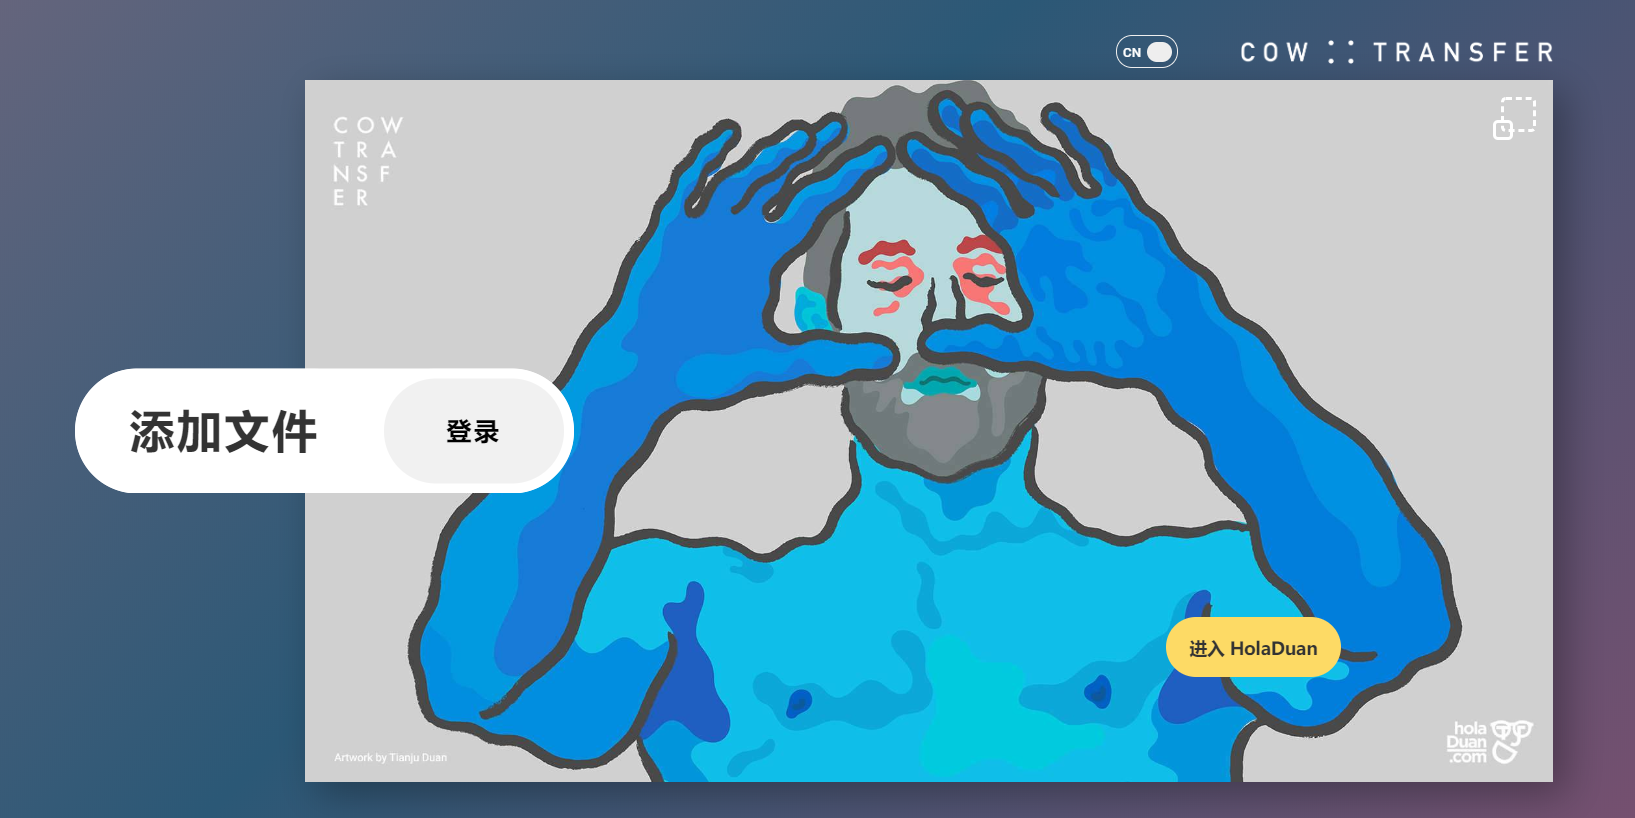 CN
COW :: TRANSFER
COW
TRA
NSF
ER
添加文件
登录
进入 HolaDuan
hola
Duan
.com
Artwork by Tianju Duan